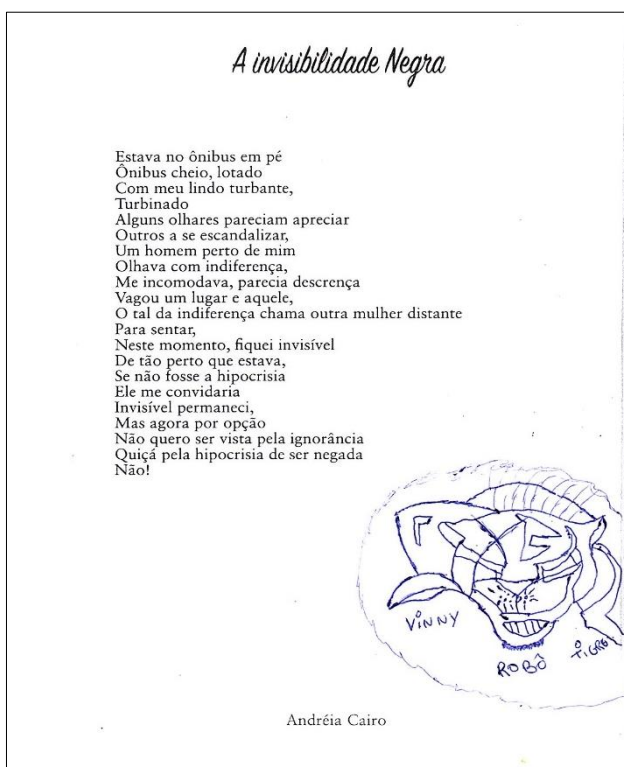 A invisibilidade Negra
Estava no ônibus em pé
Ônibus cheio, lotado
Com meu lindo turbante,
Turbinado
Alguns olhares pareciam apreciar
Outros a se escandalizar,
Um homem perto de mim
Olhava com indiferença,
Me incomodava, parecia descrença
Vagou um lugar e aquele,
O tal da indiferença chama outra mulher distante
Para sentar,
Neste momento, fiquei invisível
De tão perto que estava,
Se não fosse a hipocrisia
Ele me convidaria
Invisível permaneci,
Mas agora por opção
Não quero ser vista pela ignorância
Quiçá pela hipocrisia de ser negada
Não!
VINNY
ROBÔ
TIGRE
Andréia Cairo